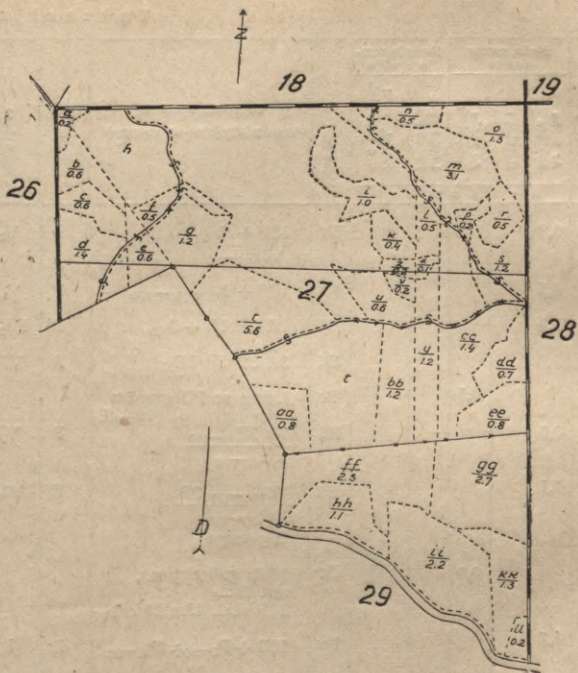 N
18
19
26
27
28
29
D
a
0.2
h
b
0.6
c
0.6
d
1.4
e
0.6
f
0.5
g
1.2
n
0.5
o
1.3
m
3.1
i
1.0
k
0.4
l
0.5
r
0.5
s
1.2
u
0.6
t
5.6
t
y
1.2
bb
1.2
cc
1.4
dd
0.7
ee
0.8
aa
0.8
ff
2.3
gg
2.7
hh
1.1
ii
2.2
kk
1.3
ll
0.2